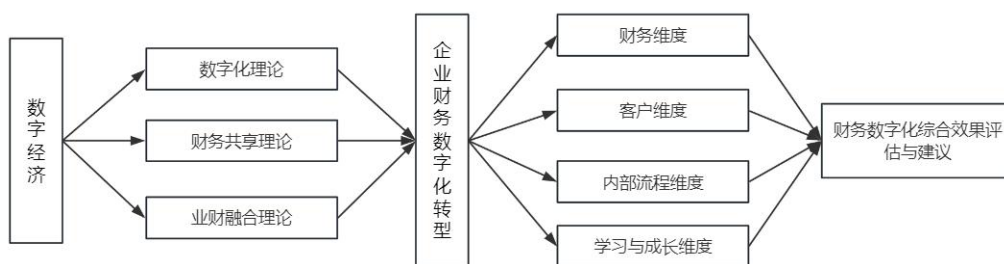 数字经济
数字化理论
财务共享理论
业财融合理论
企业财务数字化转型
财务维度
客户维度
内部流程维度
学习与成长维度
财务数字化综合效果评
估与建议